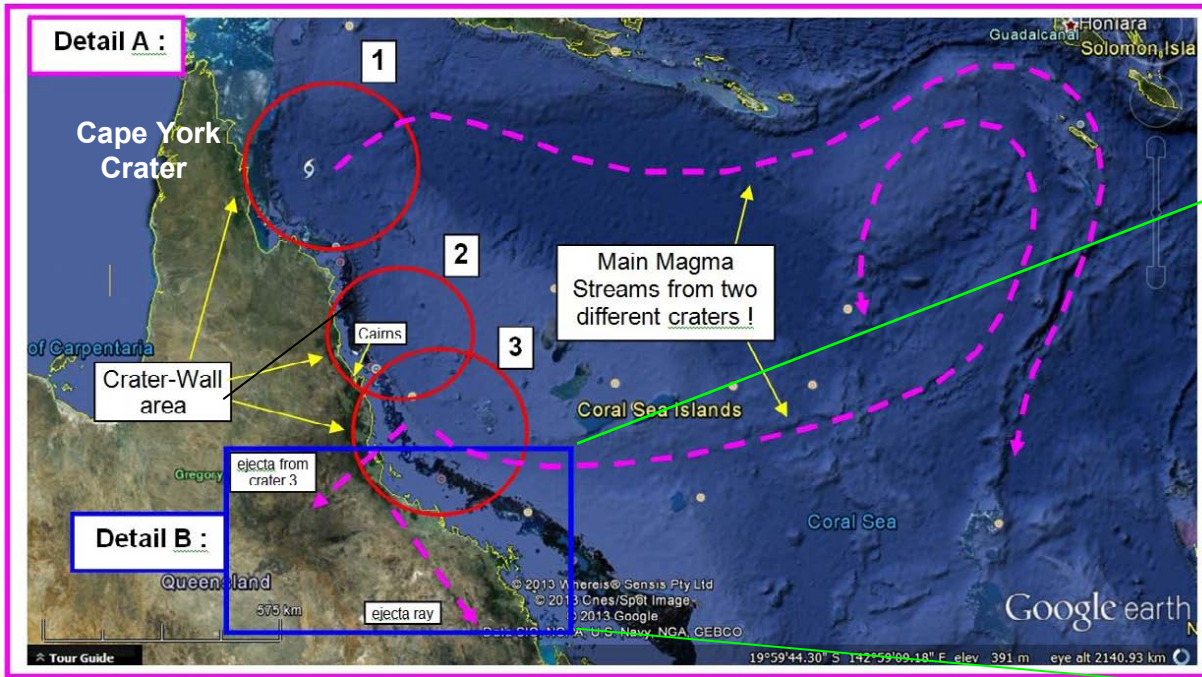 Detail A :
1
Honiara
Guadalcanal
Solomon Isla
Cape York
Crater
2
Main Magma
Streams from two
different craters !
3
Cairns
of Carpentaria
Crater-Wall
area
Coral Sea Islands
ejecta from
crater 3
Gregory
Coral Sea
Detail B :
Queensland
575 km
ejecta ray
© 2013 Whereis® Sensis Pty Ltd
© 2013 Cnes/Spot Image
© 2013 Google
Data SIO, NOAA, U.S. Navy, NGA, GEBCO
Google earth
Tour Guide
19°59'44.30" S 142°59'09.18" E elev 391 m eye alt 2140.93 km